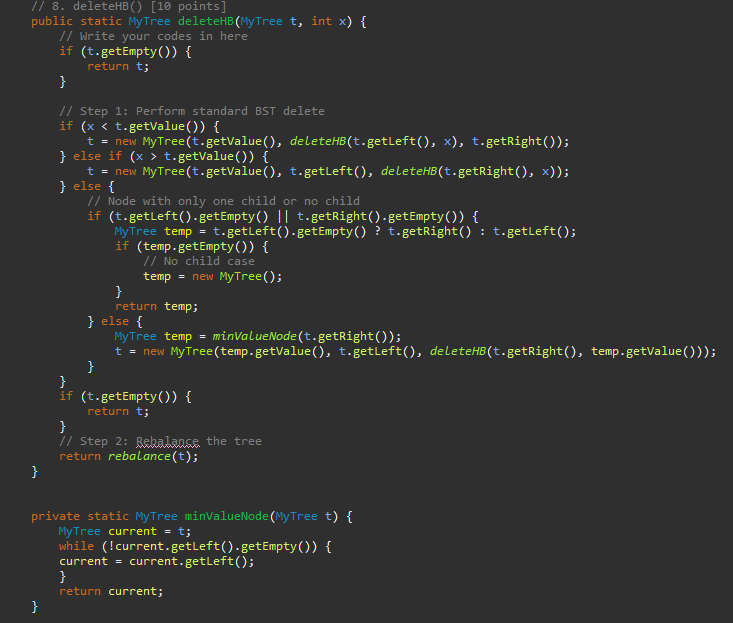 // 8. deleteHB() [10 points]
public static MyTree deleteHB(MyTree t, int x) {
    // Write your codes in here
    if (t.getEmpty()) {
        return t;
    }

    // Step 1: Perform standard BST delete
    if (x < t.getValue()) {
        t = new MyTree(t.getValue(), deleteHB(t.getLeft(), x), t.getRight());
    } else if (x > t.getValue()) {
        t = new MyTree(t.getValue(), t.getLeft(), deleteHB(t.getRight(), x));
    } else {
        // Node with only one child or no child
        if (t.getLeft().getEmpty() || t.getRight().getEmpty()) {
            MyTree temp = t.getLeft().getEmpty() ? t.getRight() : t.getLeft();
            if (temp.getEmpty()) {
                // No child case
                temp = new MyTree();
            }
            return temp;
        } else {
            MyTree temp = minValueNode(t.getRight());
            t = new MyTree(temp.getValue(), t.getLeft(), deleteHB(t.getRight(), temp.getValue()));
        }
    }
    if (t.getEmpty()) {
        return t;
    }
    // Step 2: Rebalance the tree
    return rebalance(t);
}


private static MyTree minValueNode(MyTree t) {
    MyTree current = t;
    while (!current.getLeft().getEmpty()) {
    current = current.getLeft();
    }
    return current;
}